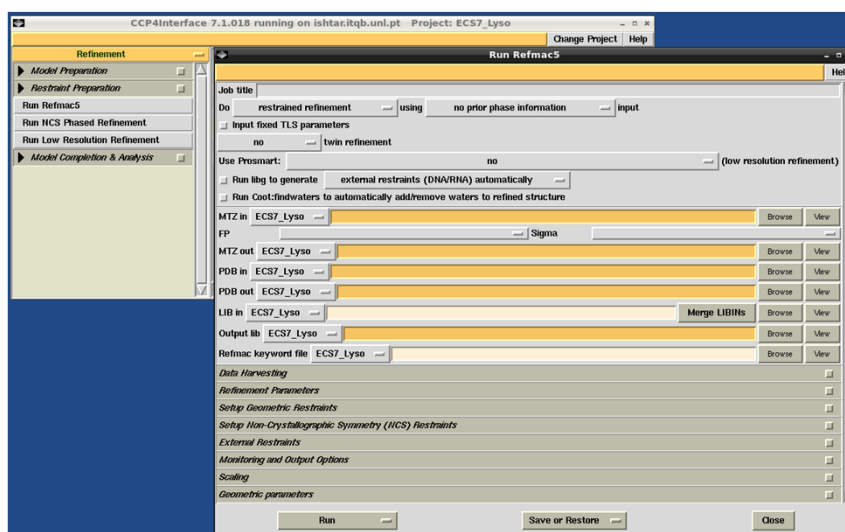 CCP4Interface 7.1.018 running on ishtar.itqb.unl.pt Project: ECS7_Lyso
Change Project Help
Refinement
Model Preparation
Restraint Preparation
Run Refmac5
Run NCS Phased Refinement
Run Low Resolution Refinement
Model Completion & Analysis
Run Refmac5
Hel
Job title
Do restrained refinement using no prior phase information input
Input fixed TLS parameters
no twin refinement
Use Prosmart: no (low resolution refinement)
Run libg to generate external restraints (DNA/RNA) automatically
Run Coot:findwaters to automatically add/remove waters to refined structure
MTZ in ECS7_Lyso Browse View
FP Sigma
MTZ out ECS7_Lyso Browse View
PDB in ECS7_Lyso Browse View
PDB out ECS7_Lyso Browse View
LIB in ECS7_Lyso Merge LIBINs Browse View
Output lib ECS7_Lyso Browse View
Refmac keyword file ECS7_Lyso Browse View
Data Harvesting
Refinement Parameters
Setup Geometric Restraints
Setup Non-Crystallographic Symmetry (NCS) Restraints
External Restraints
Monitoring and Output Options
Scaling
Geometric parameters
Run Save or Restore Close